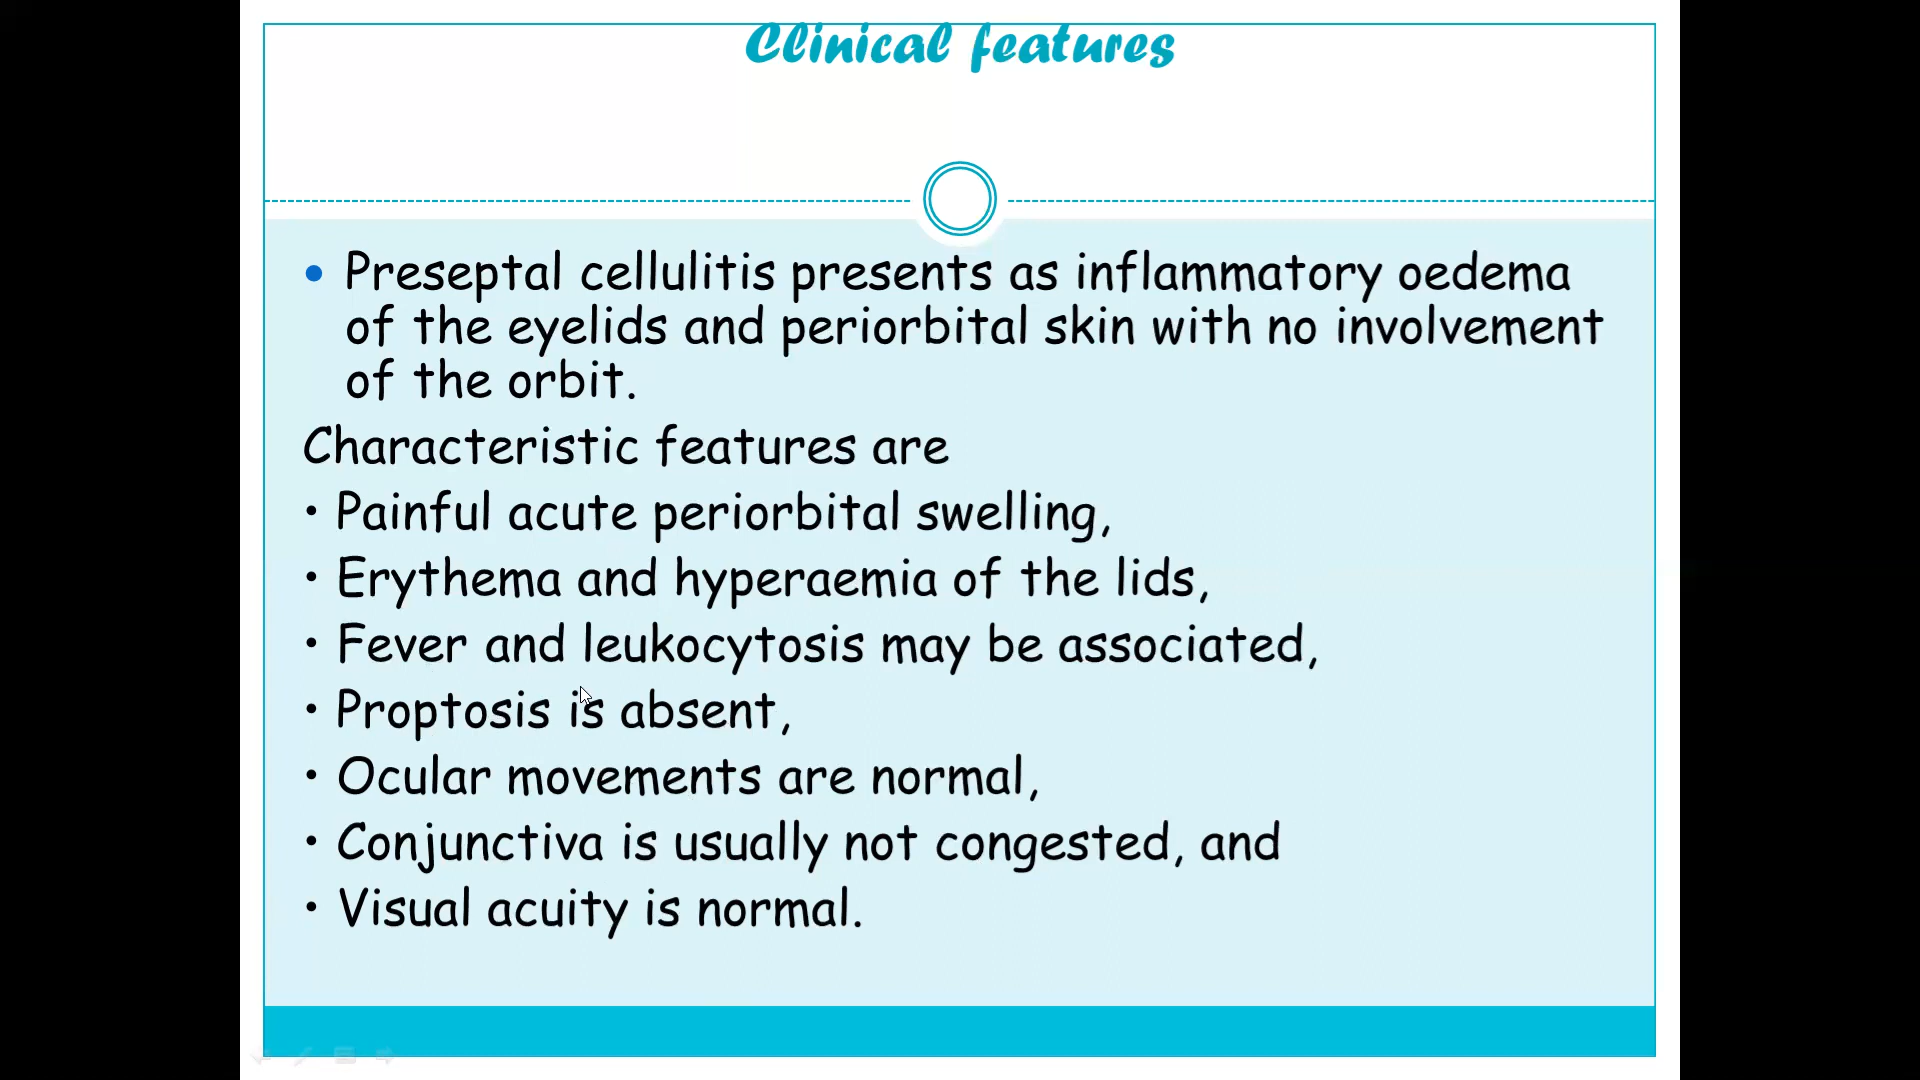 Clinical features
• Preseptal cellulitis presents as inflammatory oedema
of the eyelids and periorbital skin with no involvement
of the orbit.
Characteristic features are
• Painful acute periorbital swelling,
• Erythema and hyperaemia of the lids,
• Fever and leukocytosis may be associated,
• Proptosis is absent,
• Ocular movements are normal,
• Conjunctiva is usually not congested, and
• Visual acuity is normal.